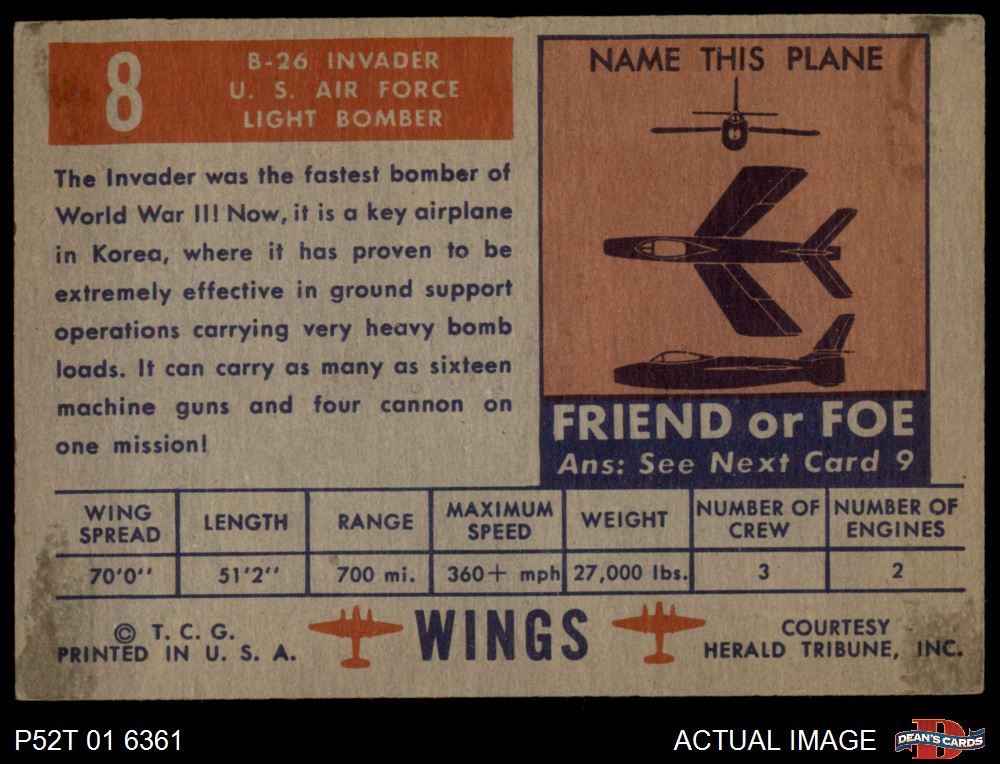 8
B-26 INVADER
U. S. AIR FORCE
LIGHT BOMBER
The Invader was the fastest bomber of
World War II! Now, it is a key airplane
in Korea, where it has proven to be
extremely effective in ground support
operations carrying very heavy bomb
loads. It can carry as many as sixteen
machine guns and four cannon on
one mission!
NAME THIS PLANE
FRIEND or FOE
Ans: See Next Card 9
WING SPREAD LENGTH RANGE MAXIMUM SPEED WEIGHT NUMBER OF CREW NUMBER OF ENGINES
70'0'' 51'2'' 700 mi. 360+ mph 27,000 lbs. 3 2
© T. C. G.
PRINTED IN U. S. A.
WINGS
COURTESY
HERALD TRIBUNE, INC.
P52T 01 6361
ACTUAL IMAGE
D
DEAN'S CARDS